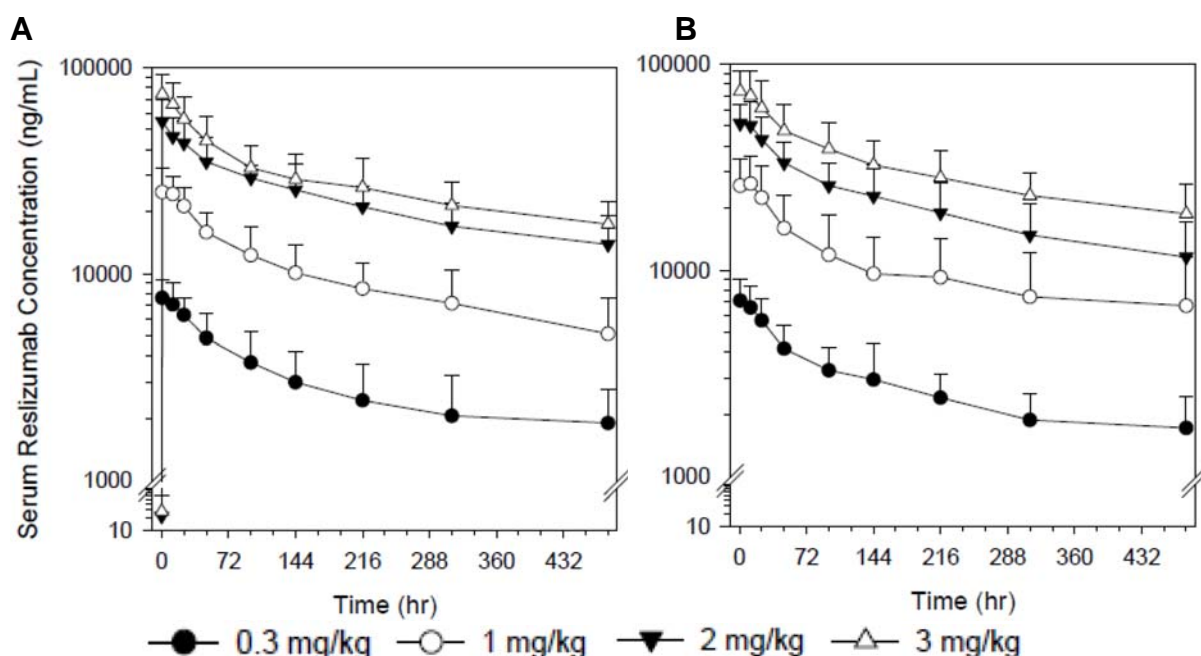 A
B
Serum Reslizumab Concentration (ng/mL)
100000
10000
1000
10
0 72 144 216 288 360 432
Time (hr)
100000
10000
1000
10
0 72 144 216 288 360 432
Time (hr)
0.3 mg/kg 1 mg/kg 2 mg/kg 3 mg/kg